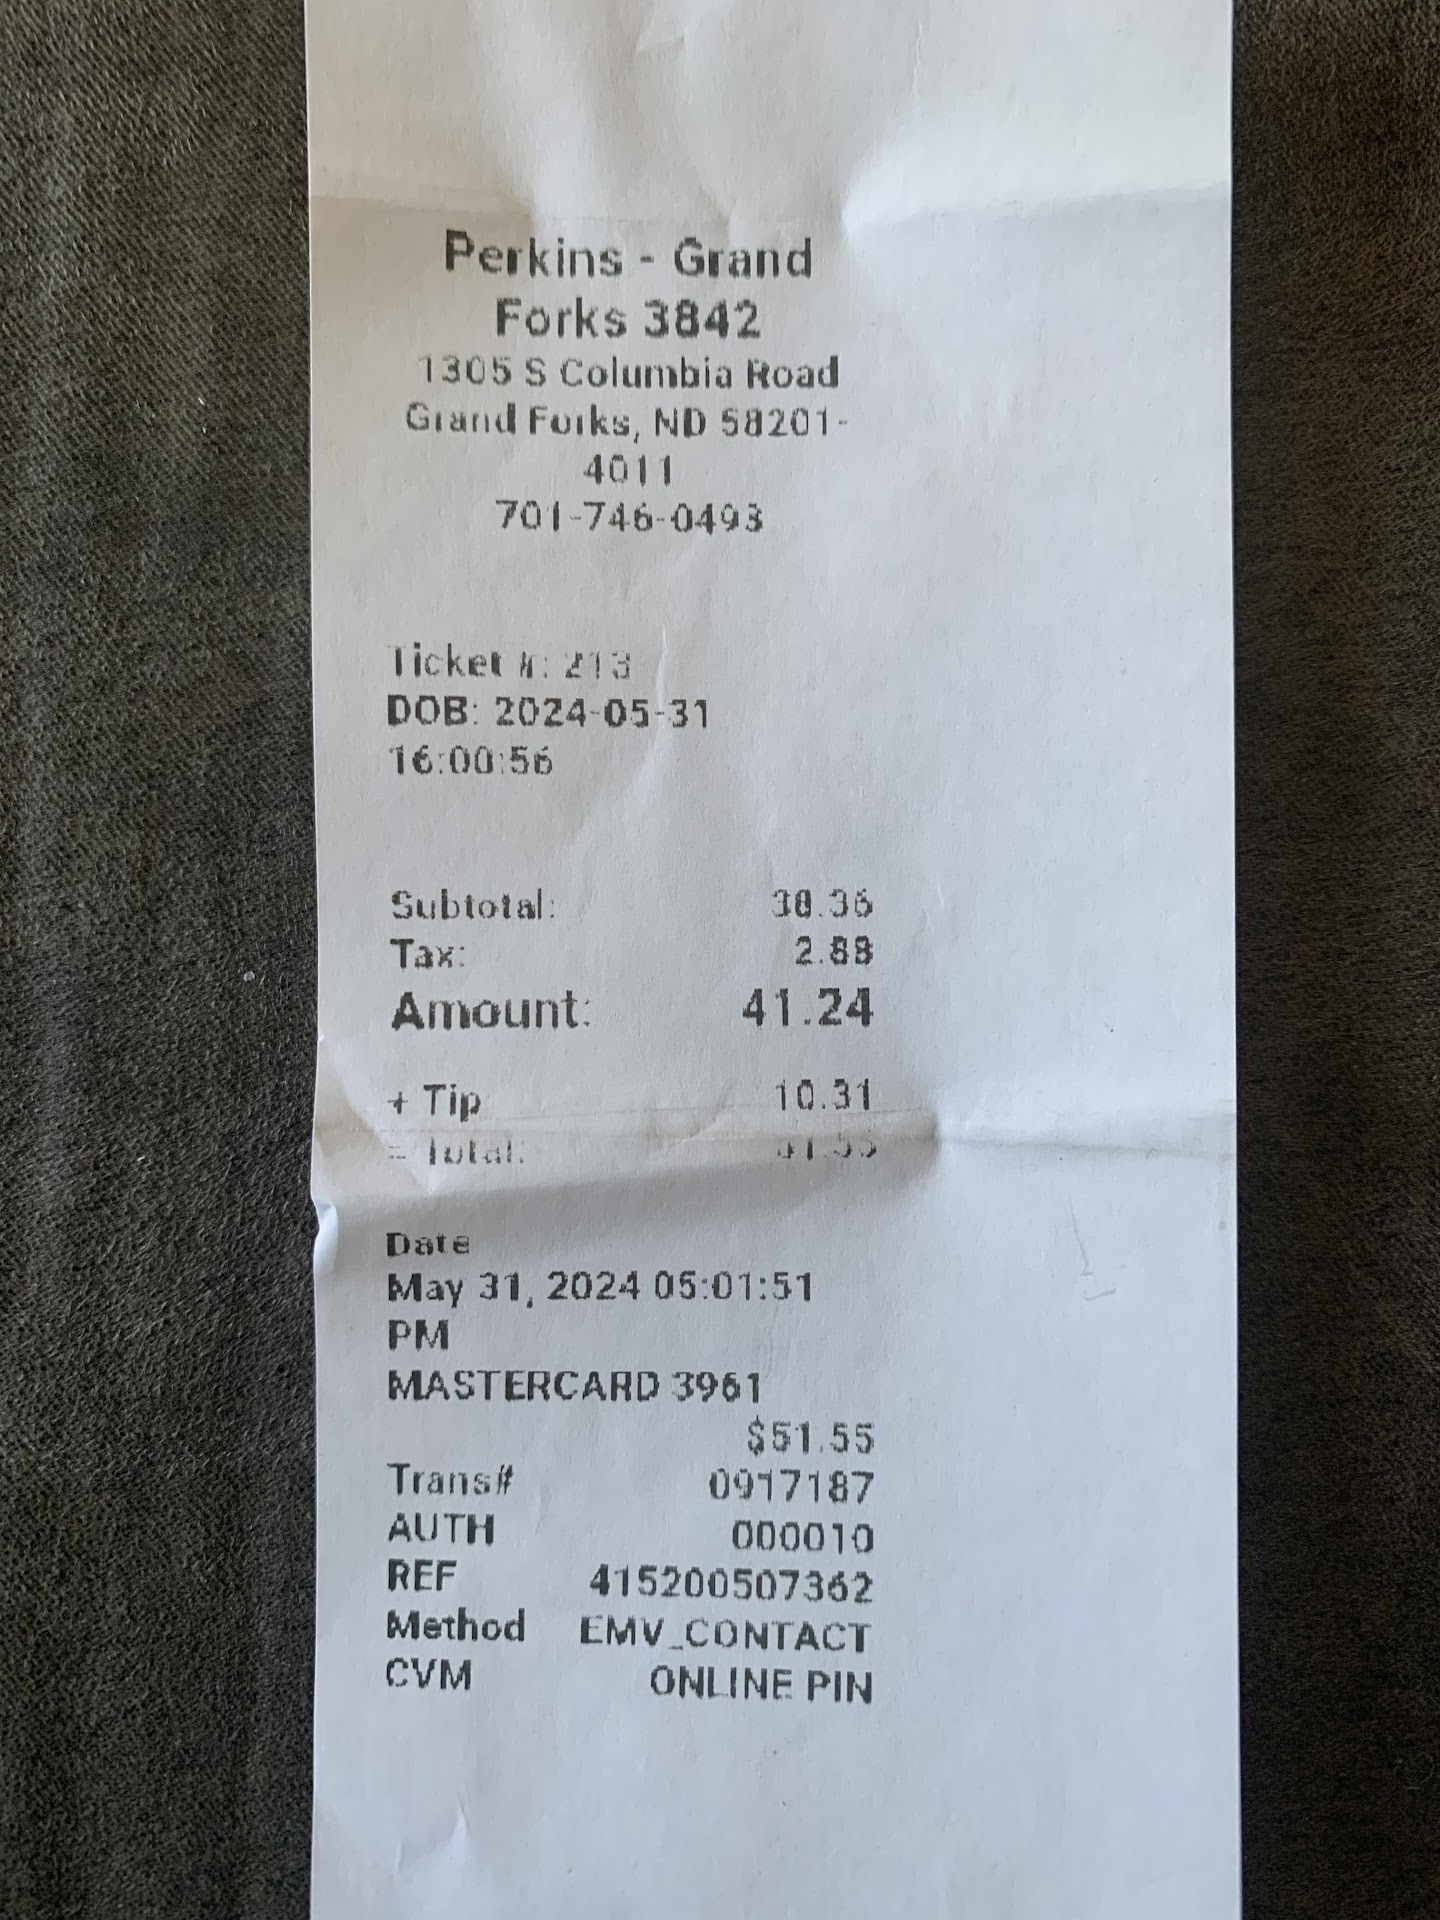 Perkins - Grand
Forks 3842
1305 S Columbia Road
Grand Forks, ND 58201-
4011
701-746-0493
Ticket #: 213
DOB: 2024-05-31
16:00:56
Subtotal: 38.36
Tax: 2.88
Amount: 41.24
+ Tip 10.31
= Total: 51.55
Date
May 31, 2024 05:01:51
PM
MASTERCARD 3961
$51.55
Trans# 0917187
AUTH 000010
REF 415200507362
Method EMV_CONTACT
CVM ONLINE PIN